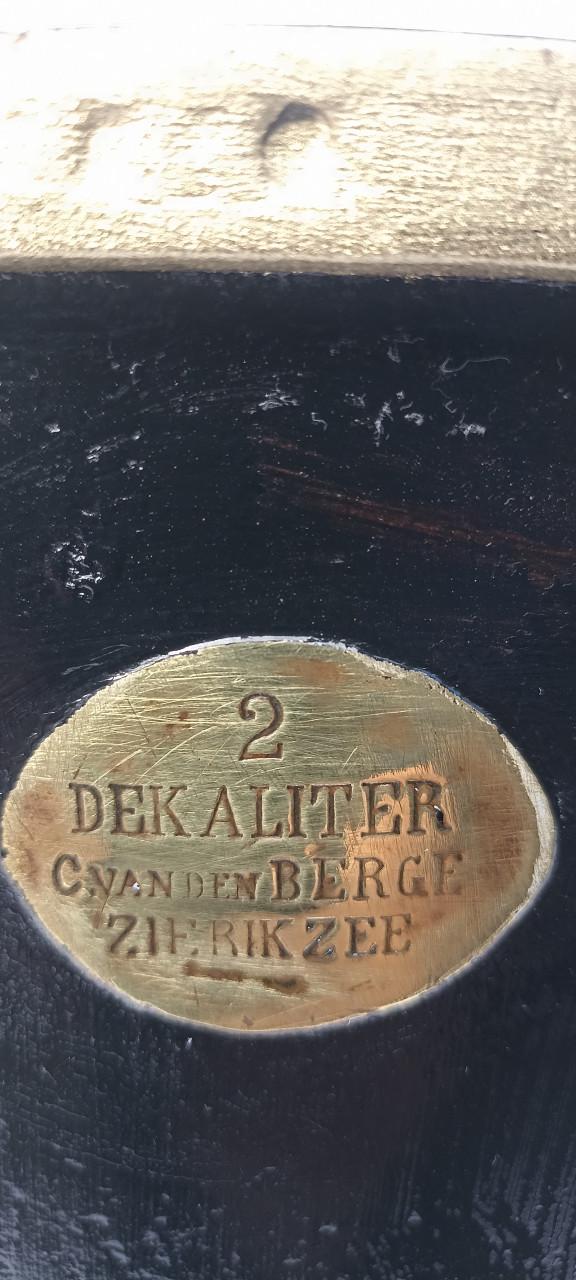 2
DEKALITER
C. VAN DEN BERGE
ZIERIKZEE